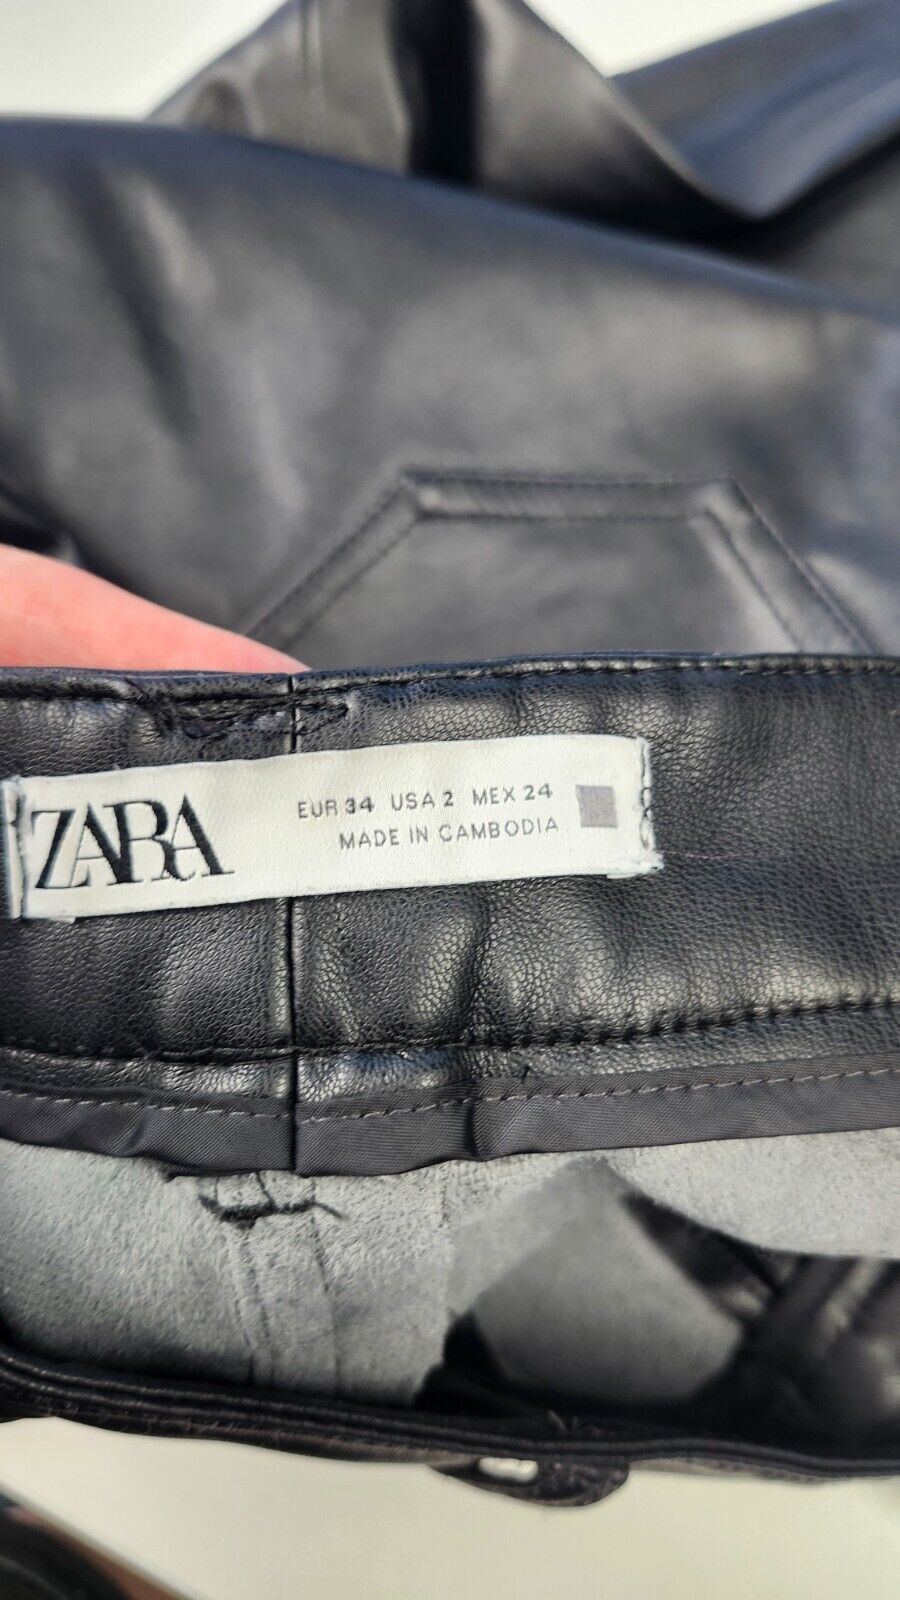 ZARA
EUR 34 USA 2 MEX 24
MADE IN CAMBODIA